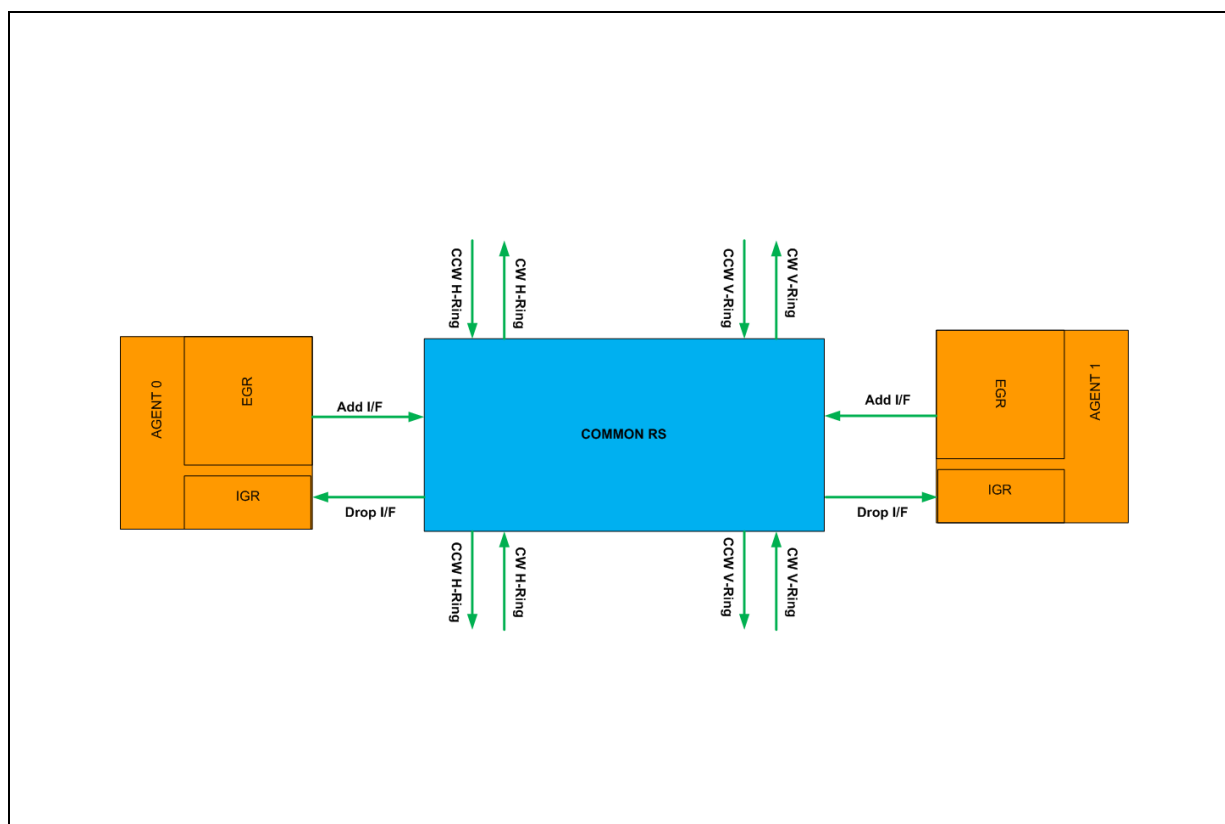 CCW H-Ring
CW H-Ring
CCW V-Ring
CW V-Ring
AGENT 0
EGR
IGR
Add I/F
Drop I/F
COMMON RS
Add I/F
Drop I/F
EGR
IGR
AGENT 1
CCW H-Ring
CW H-Ring
CCW V-Ring
CW V-Ring